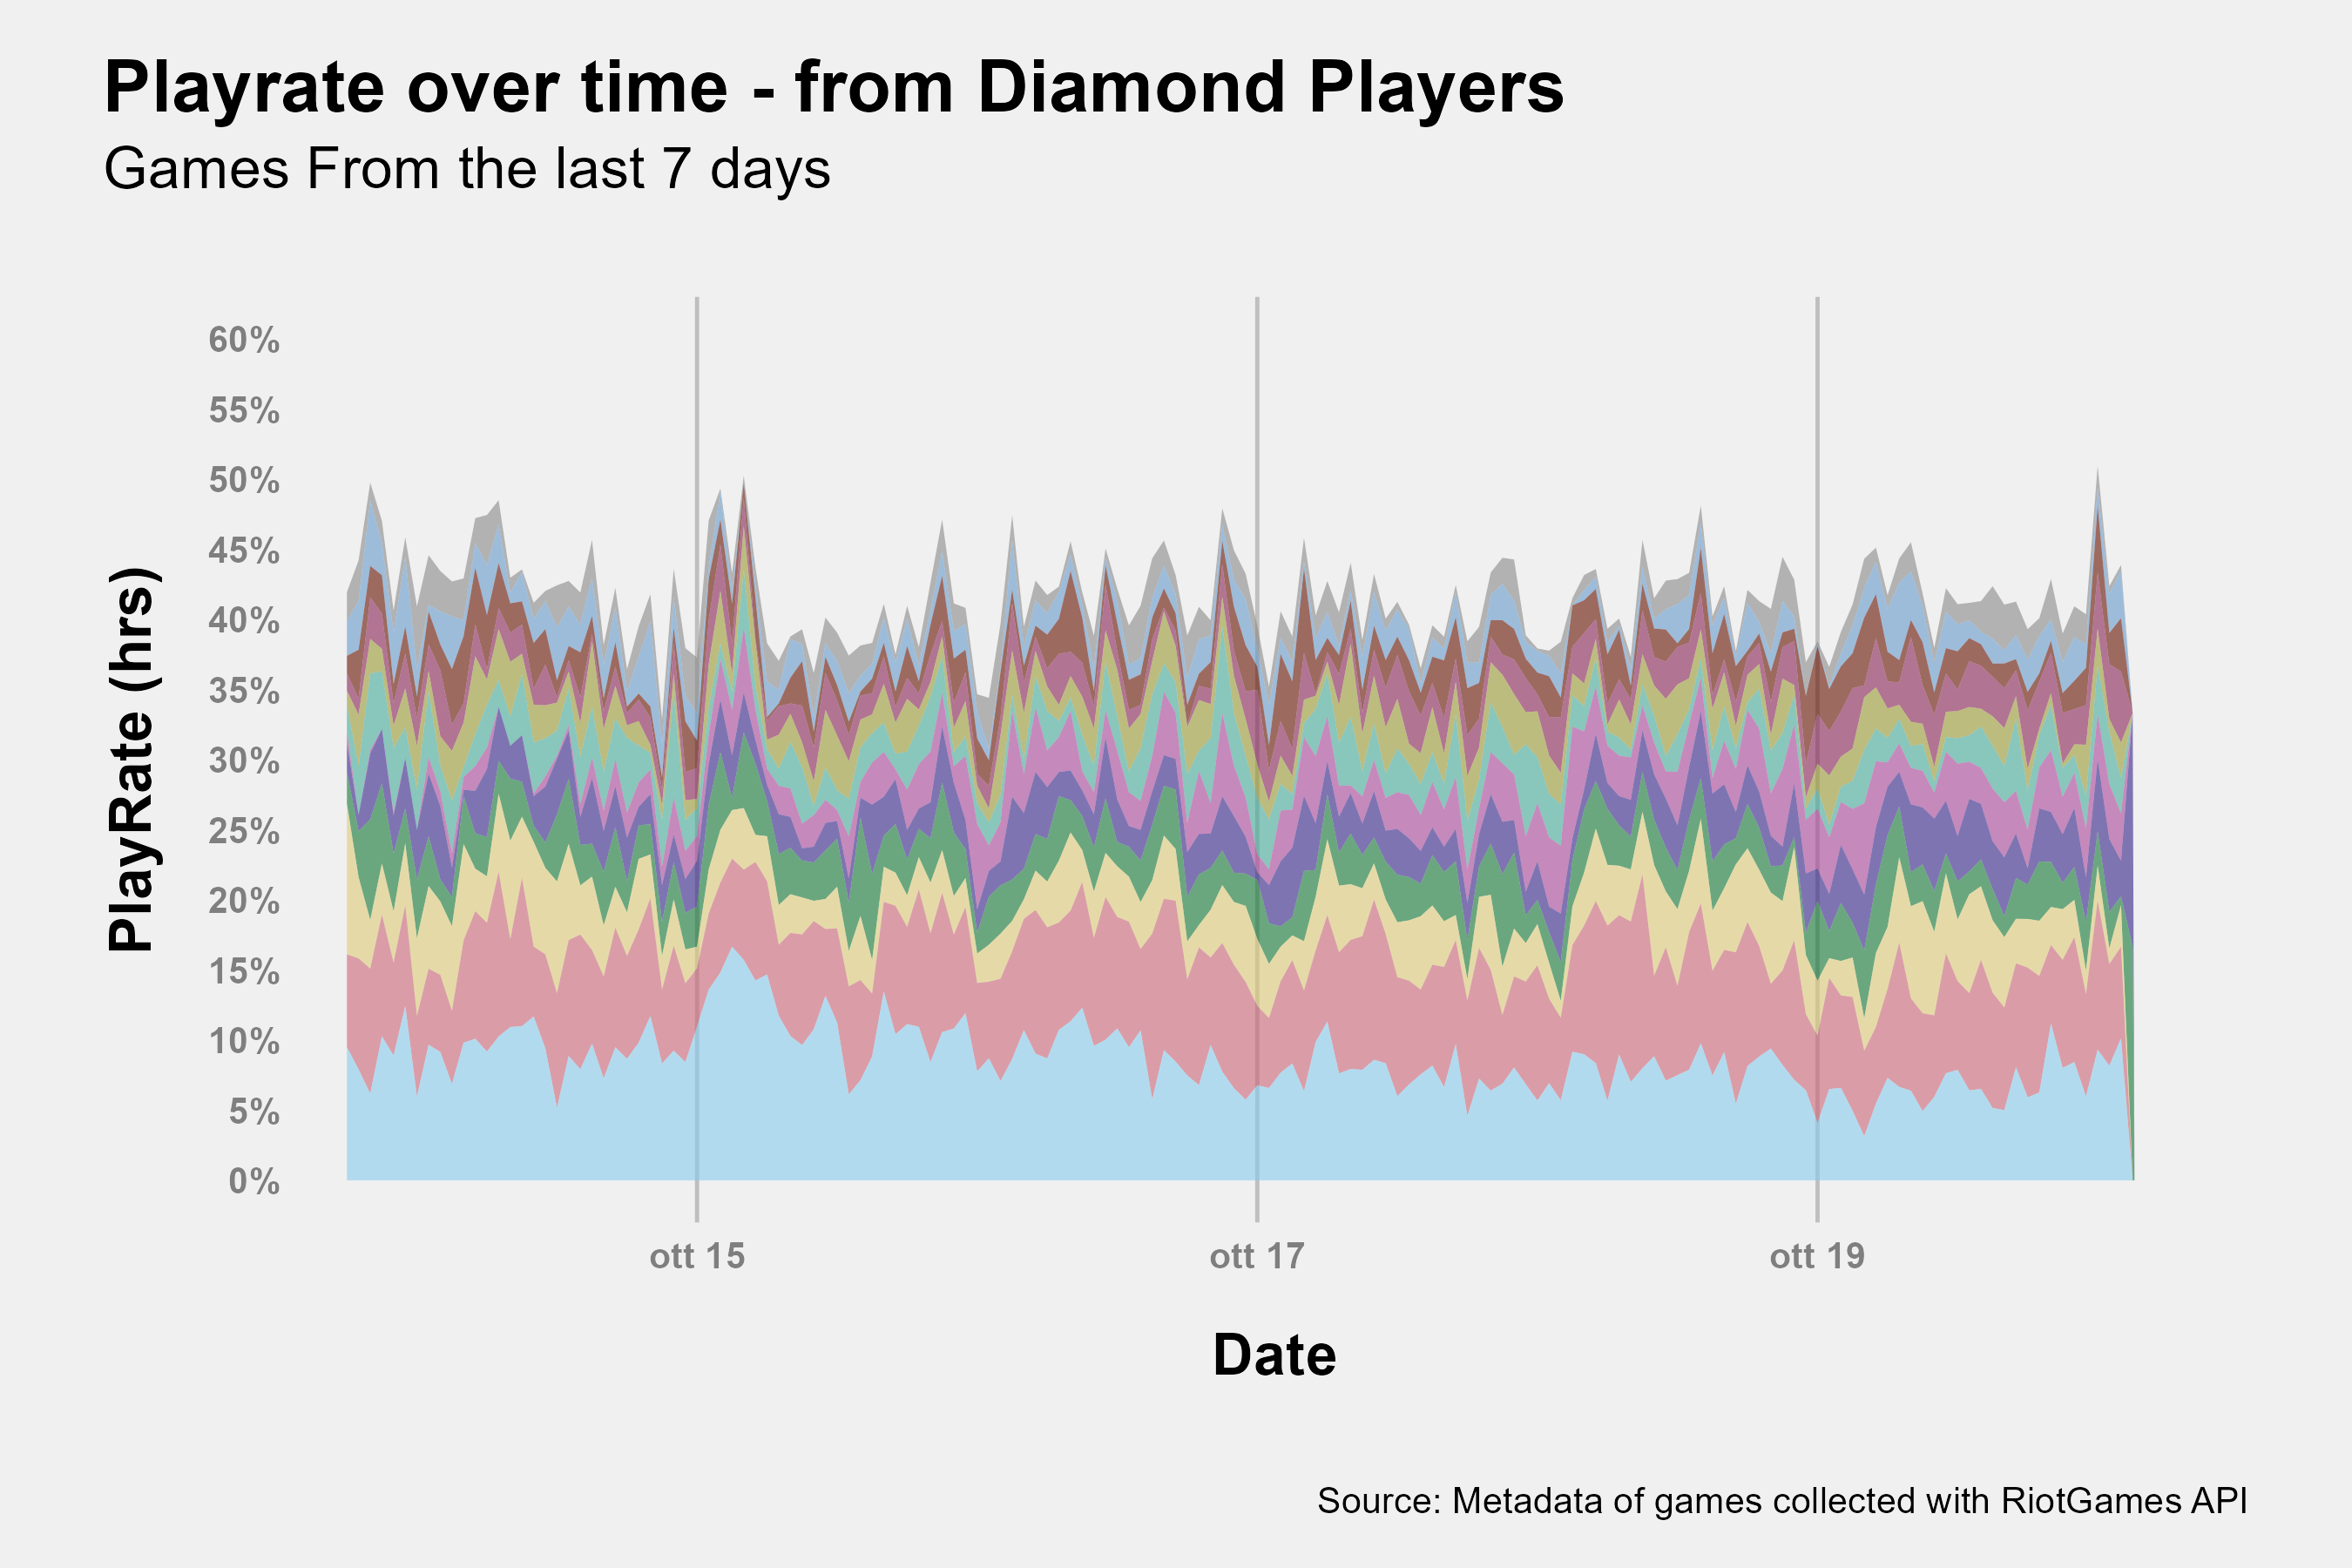 Playrate over time - from Diamond Players
Games From the last 7 days
60%
55%
50%
45%
40%
35%
30%
25%
20%
15%
10%
5%
0%
PlayRate (hrs)
ott 15
ott 17
ott 19
Date
Source: Metadata of games collected with RiotGames API